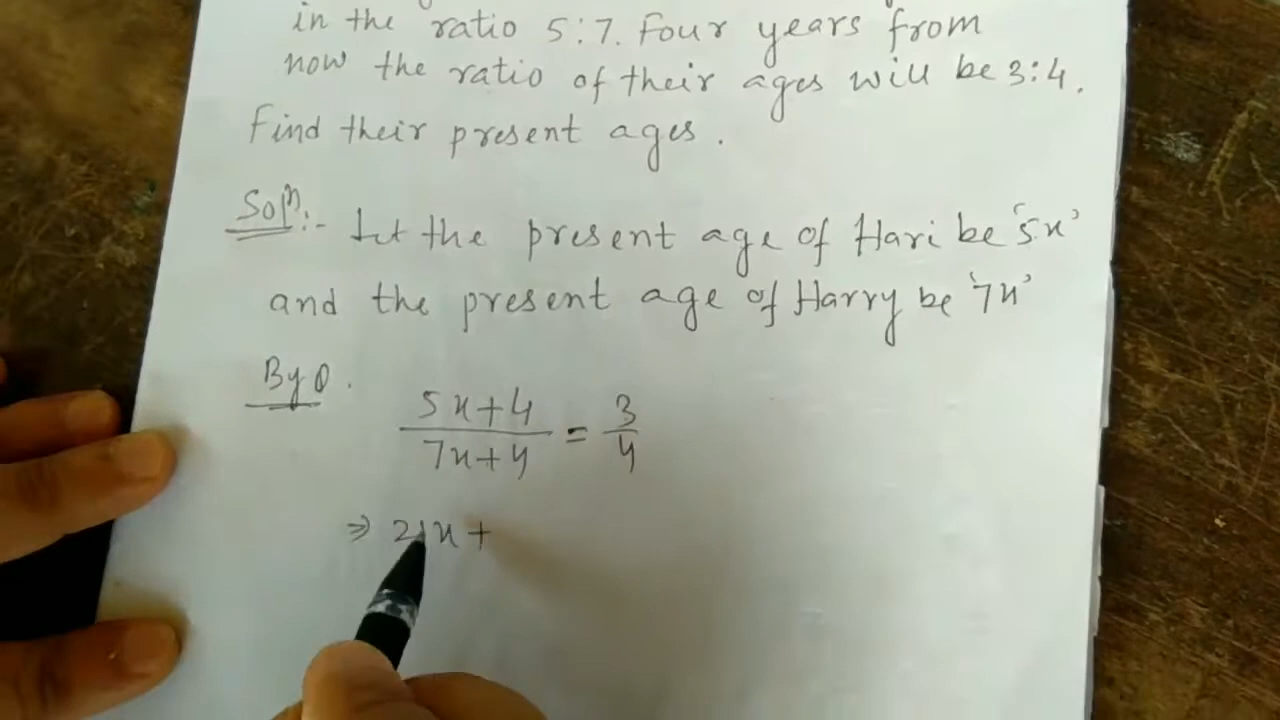 in the ratio 5:7. Four years from
now the ratio of their ages will be 3:4.
Find their present ages.
Solⁿ:- Let the present age of Hari be '5x'
and the present age of Harry be '7x'
By Q.
5x+4
7x+4
=
3
4
⇒ 21x +